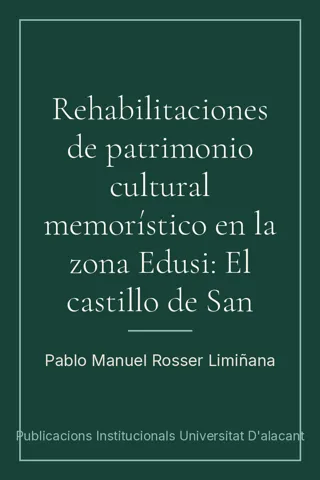 Rehabilitaciones
de patrimonio
cultural
memorístico en la
zona Edusi: El
castillo de San
Pablo Manuel Rosser Limiñana
Publicacions Institucionals Universitat D'alacant